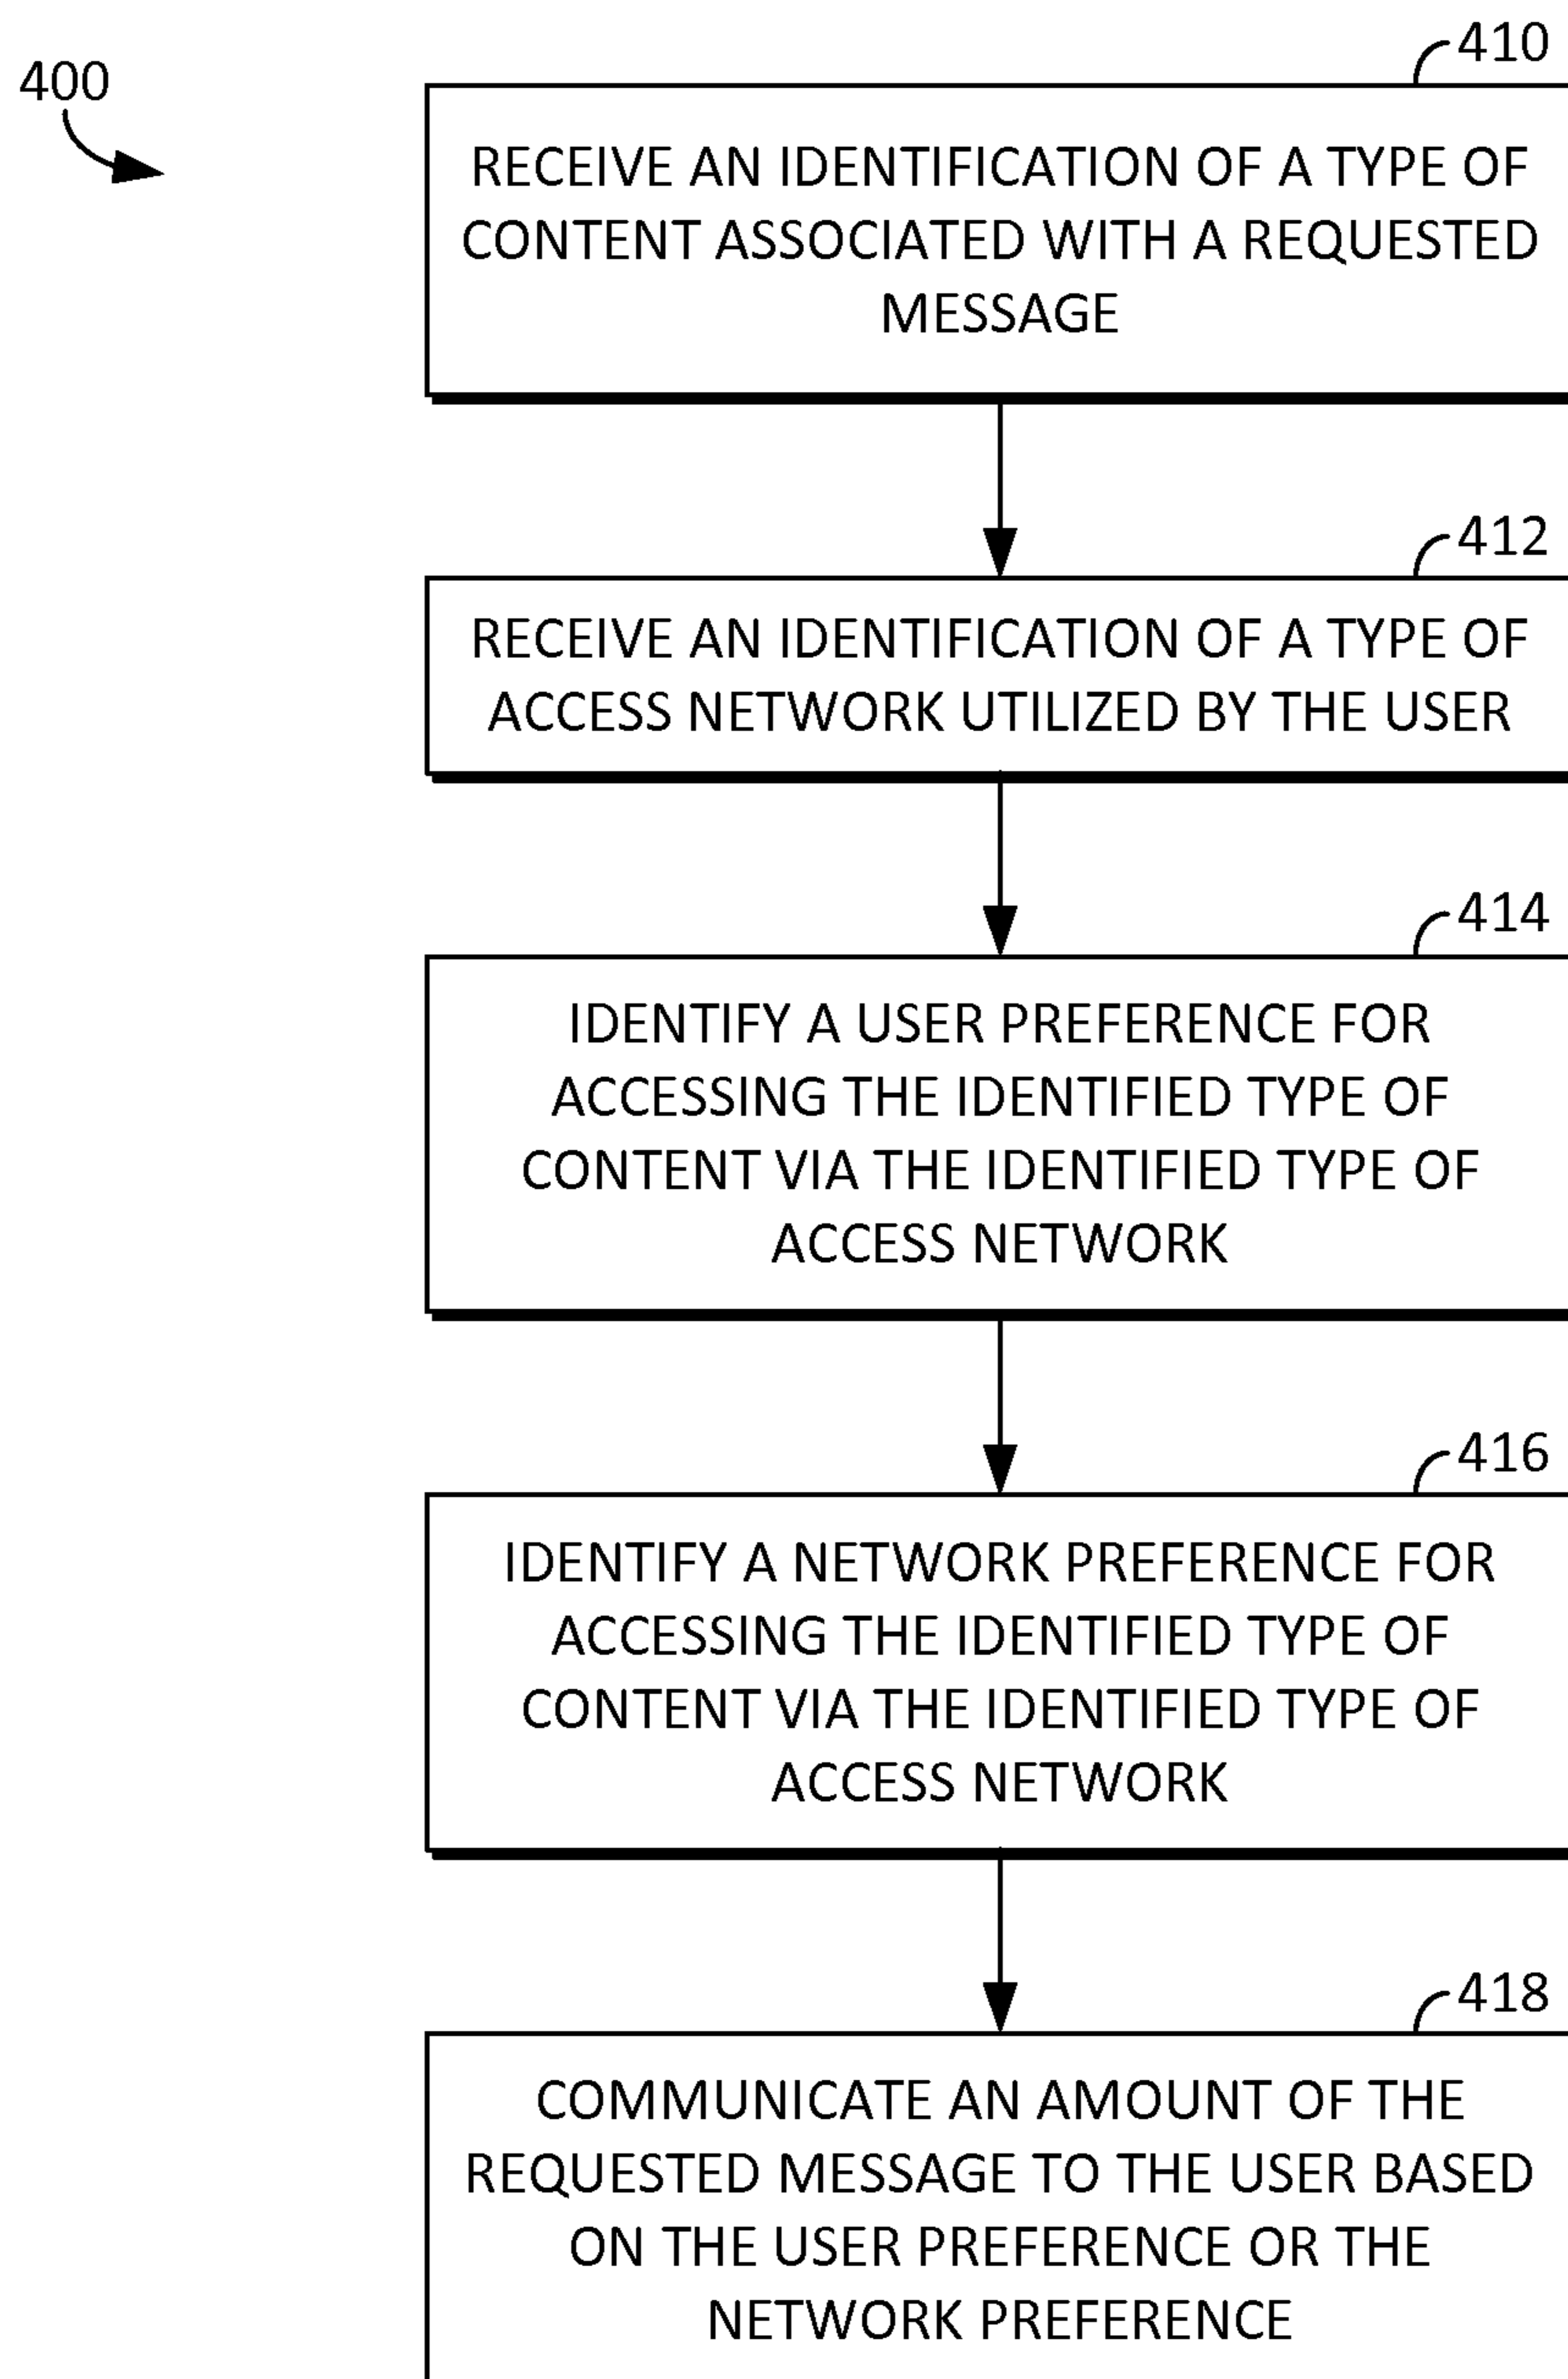 400
410
RECEIVE AN IDENTIFICATION OF A TYPE OF
CONTENT ASSOCIATED WITH A REQUESTED
MESSAGE
412
RECEIVE AN IDENTIFICATION OF A TYPE OF
ACCESS NETWORK UTILIZED BY THE USER
414
IDENTIFY A USER PREFERENCE FOR
ACCESSING THE IDENTIFIED TYPE OF
CONTENT VIA THE IDENTIFIED TYPE OF
ACCESS NETWORK
416
IDENTIFY A NETWORK PREFERENCE FOR
ACCESSING THE IDENTIFIED TYPE OF
CONTENT VIA THE IDENTIFIED TYPE OF
ACCESS NETWORK
418
COMMUNICATE AN AMOUNT OF THE
REQUESTED MESSAGE TO THE USER BASED
ON THE USER PREFERENCE OR THE
NETWORK PREFERENCE